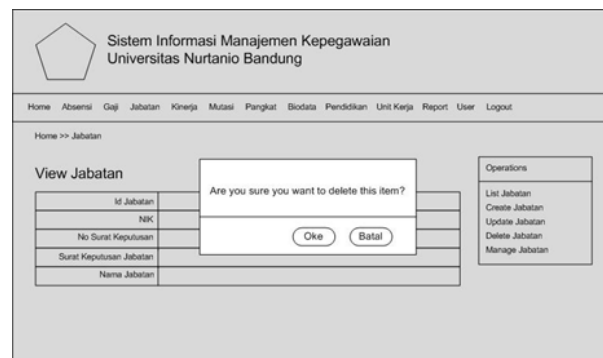 Sistem Informasi Manajemen Kepegawaian
Universitas Nurtanio Bandung
Home Absensi Gaji Jabatan Kinerja Mutasi Pangkat Biodata Pendidikan Unit Kerja Report User Logout
Home >> Jabatan
View Jabatan
Id Jabatan
NIK
No Surat Keputusan
Surat Keputusan Jabatan
Nama Jabatan
Are you sure you want to delete this item?
Oke Batal
Operations
List Jabatan
Create Jabatan
Update Jabatan
Delete Jabatan
Manage Jabatan